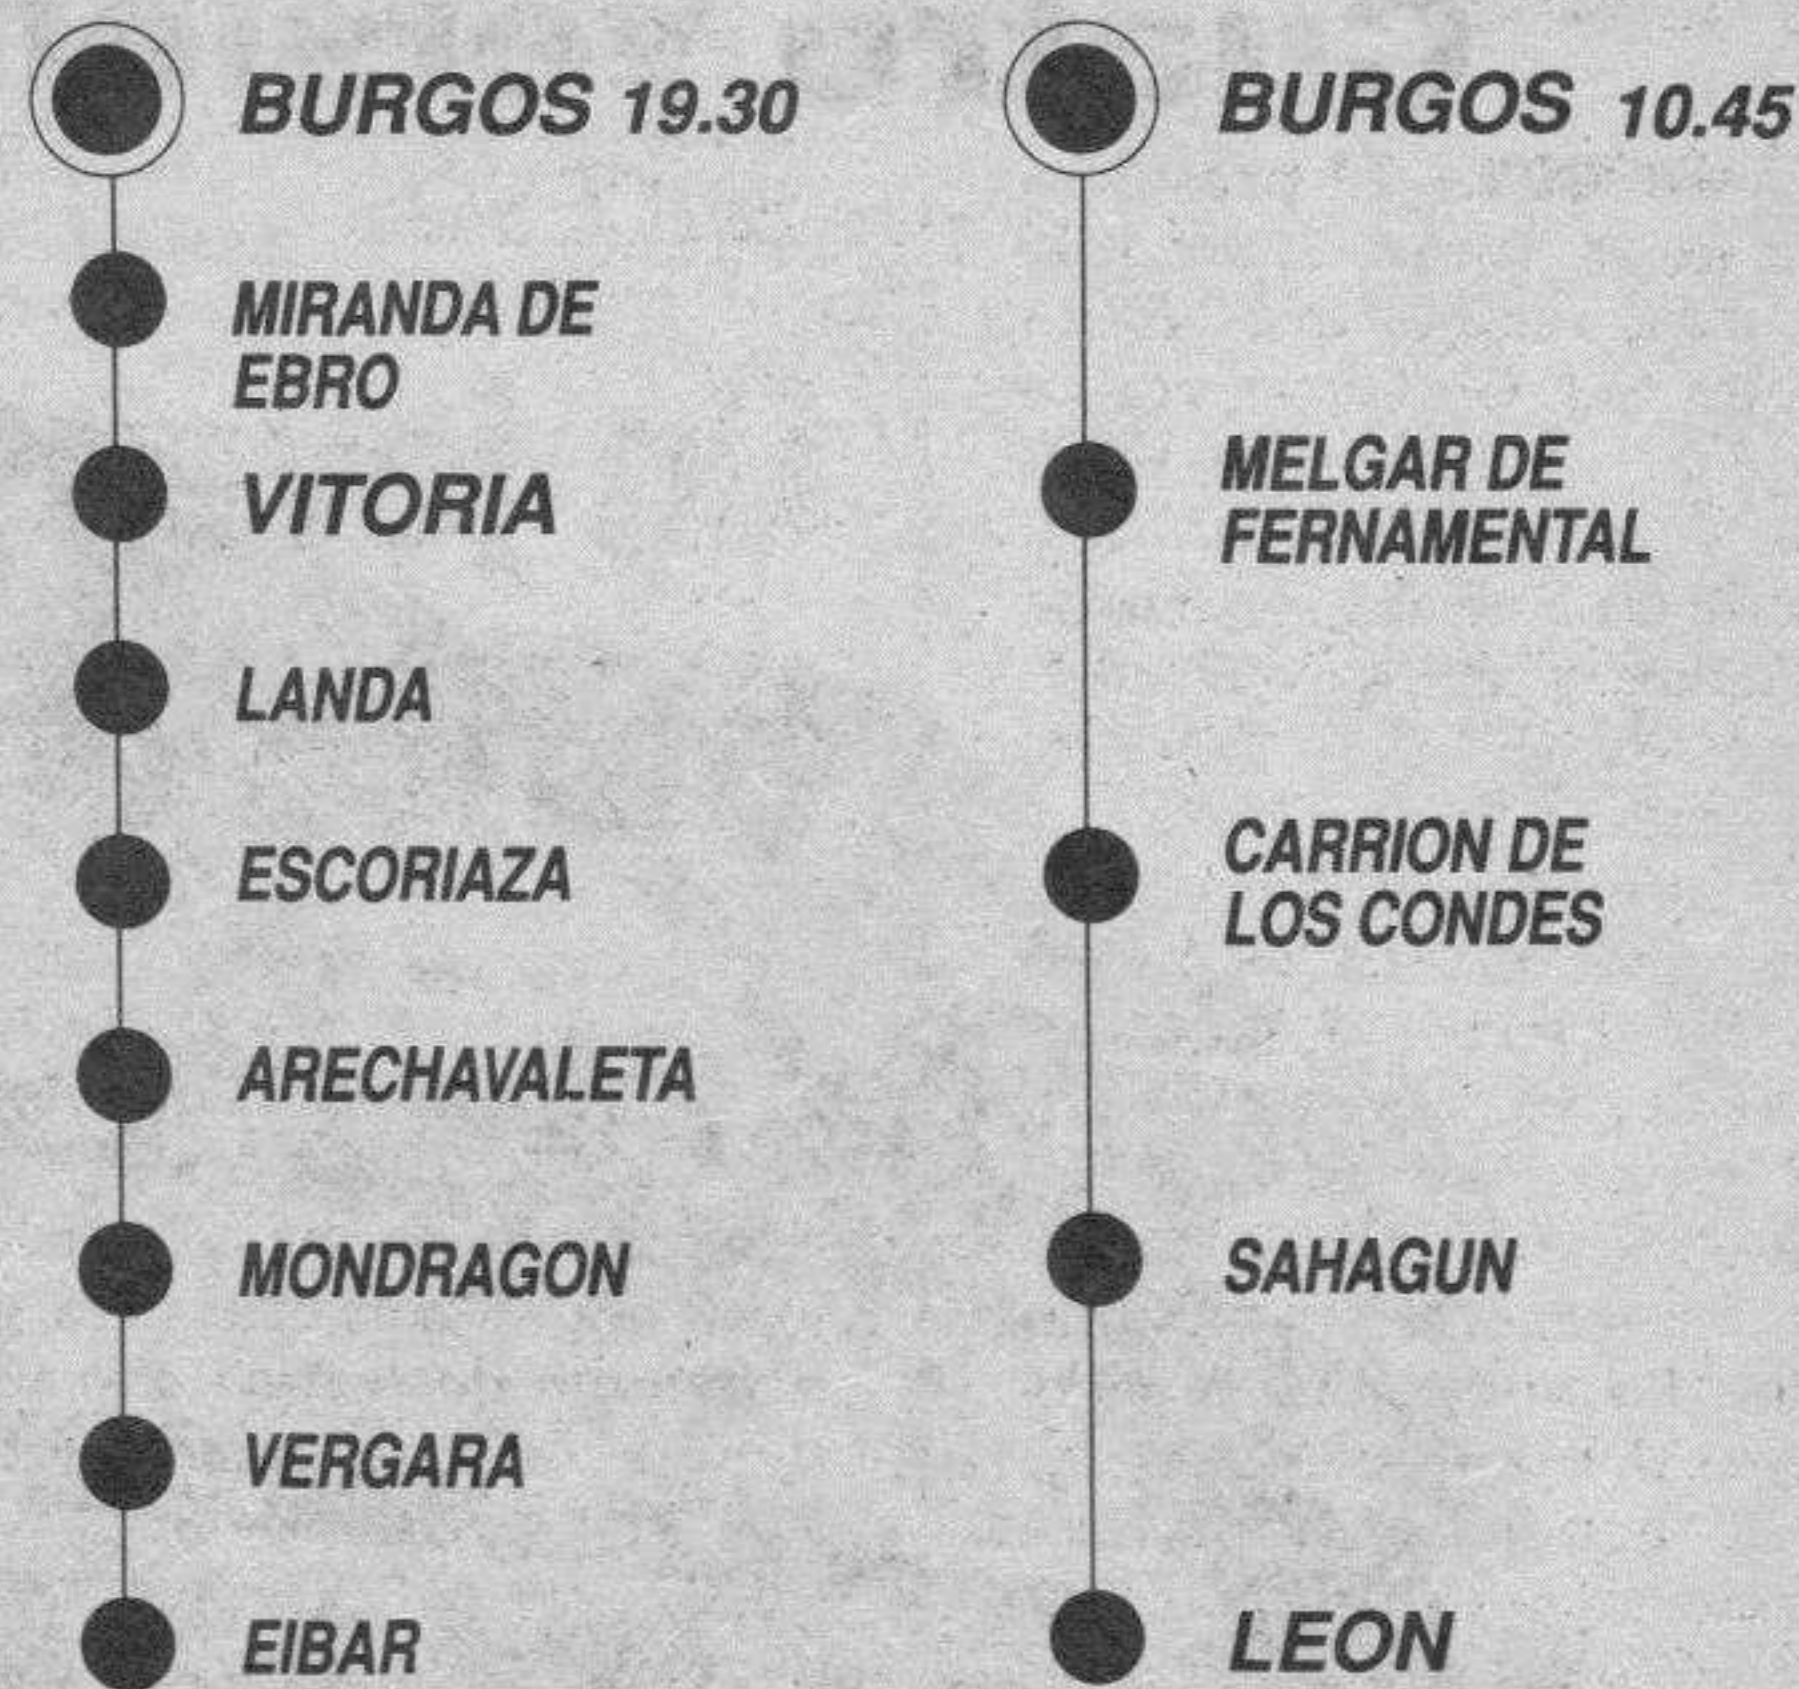 BURGOS 19.30
MIRANDA DE
EBRO
VITORIA
LANDA
ESCORIAZA
ARECHAVALETA
MONDRAGON
VERGARA
EIBAR
BURGOS 10.45
MELGAR DE
FERNAMENTAL
CARRION DE
LOS CONDES
SAHAGUN
LEON